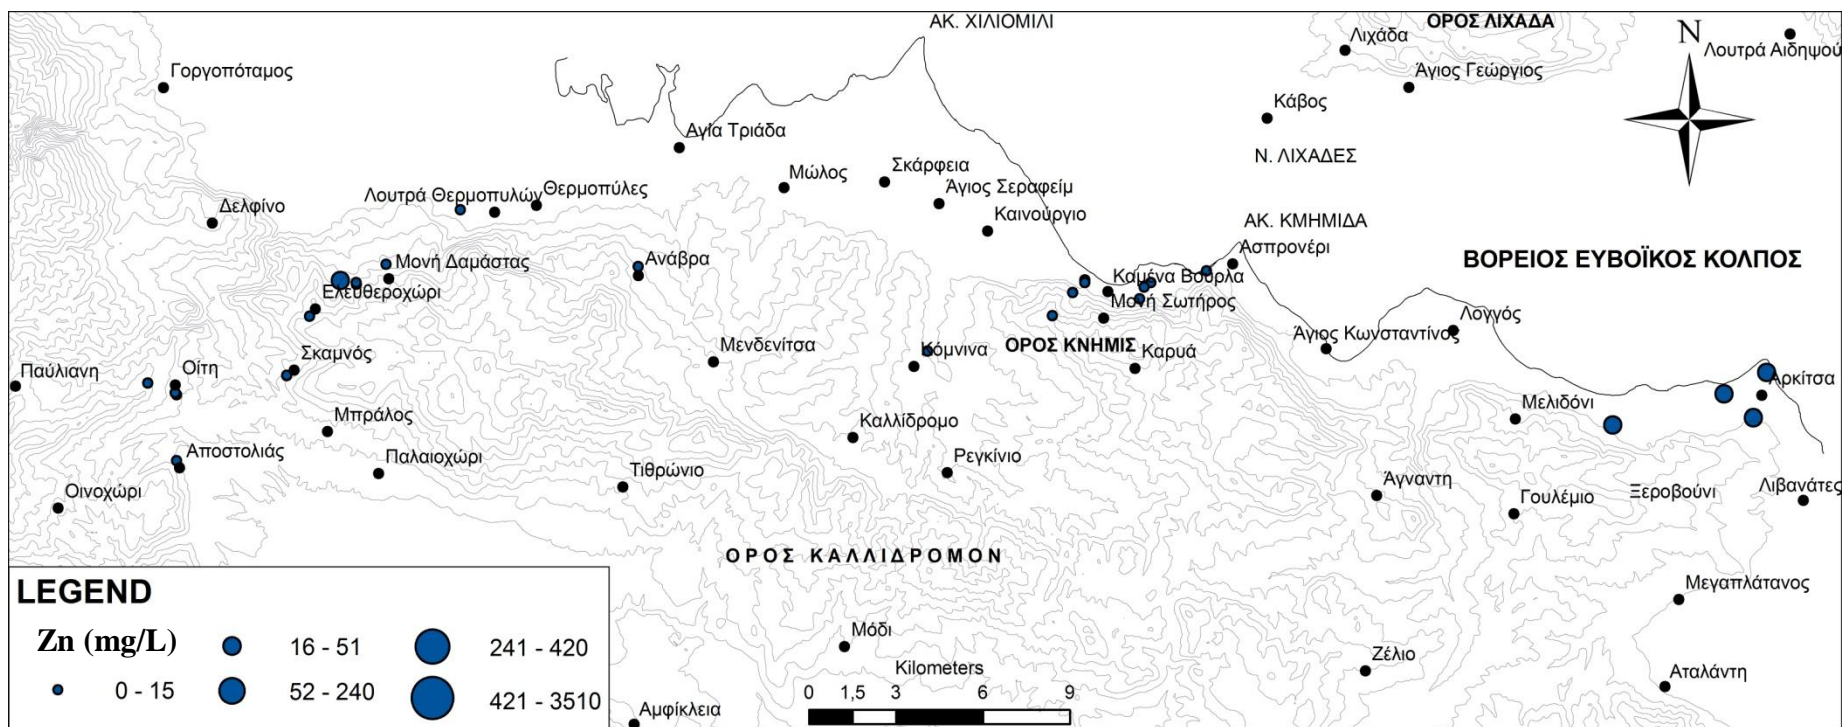 ΑΚ. ΧΙΛΙΟΜΙΛΙ
ΟΡΟΣ ΛΙΧΑΔΑ
Λιχάδα
N
Λουτρά Αιδηψού
Γοργοπόταμος
Άγιος Γεώργιος
Κάβος
Αγία Τριάδα
Ν. ΛΙΧΑΔΕΣ
Μώλος
Σκάρφεια
Λουτρά Θερμοπυλών
Θερμοπύλες
Άγιος Σεραφείμ
Δελφίνο
Καινούργιο
ΑΚ. ΚΜΗΜΙΔΑ
Ασπρονέρι
Μονή Δαμάστας
Ανάβρα
ΒΟΡΕΙΟΣ ΕΥΒΟΪΚΟΣ ΚΟΛΠΟΣ
Καμένα Βούρλα
Ελευθεροχώρι
Μονή Σωτήρος
Λογγός
Άγιος Κωνσταντίνος
Σκαμνός
Μενδενίτσα
Κόμνινα
ΟΡΟΣ ΚΝΗΜΙΣ
Καρυά
Παύλιανη
Οίτη
Αρκίτσα
Μελιδόνι
Μπράλος
Καλλίδρομο
Αποστολιάς
Παλαιοχώρι
Τιθρώνιο
Ρεγκίνιο
Άγναντη
Οινοχώρι
Γουλέμιο
Ξεροβούνι
Λιβανάτες
ΟΡΟΣ ΚΑΛΛΙΔΡΟΜΟΝ
Μεγαπλάτανος
Μόδι
Ζέλιο
Αταλάντη
Αμφίκλεια
Kilometers
0 1,5 3 6 9
LEGEND
Zn (mg/L)
0 - 15
16 - 51
52 - 240
241 - 420
421 - 3510